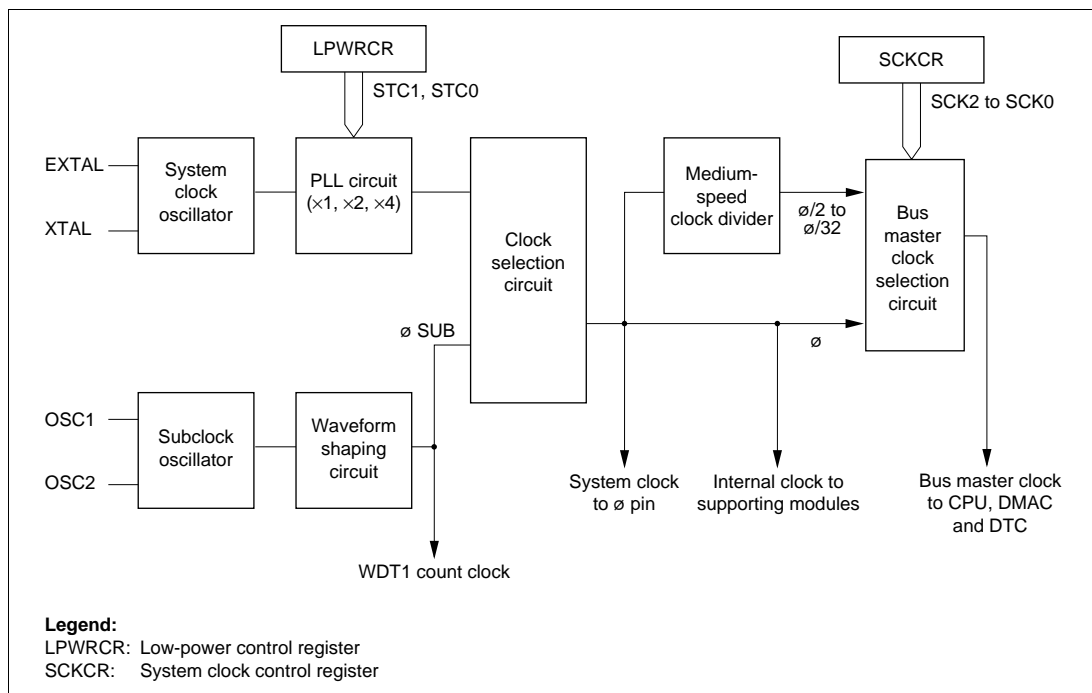 LPWRCR
STC1, STC0
SCKCR
SCK2 to SCK0
EXTAL
XTAL
System
clock
oscillator
PLL circuit
(×1, ×2, ×4)
Clock
selection
circuit
Medium-
speed
clock divider
ø/2 to
ø/32
Bus
master
clock
selection
circuit
ø SUB
ø
OSC1
OSC2
Subclock
oscillator
Waveform
shaping
circuit
System clock
to ø pin
Internal clock to
supporting modules
Bus master clock
to CPU, DMAC
and DTC
WDT1 count clock
Legend:
LPWRCR: Low-power control register
SCKCR: System clock control register